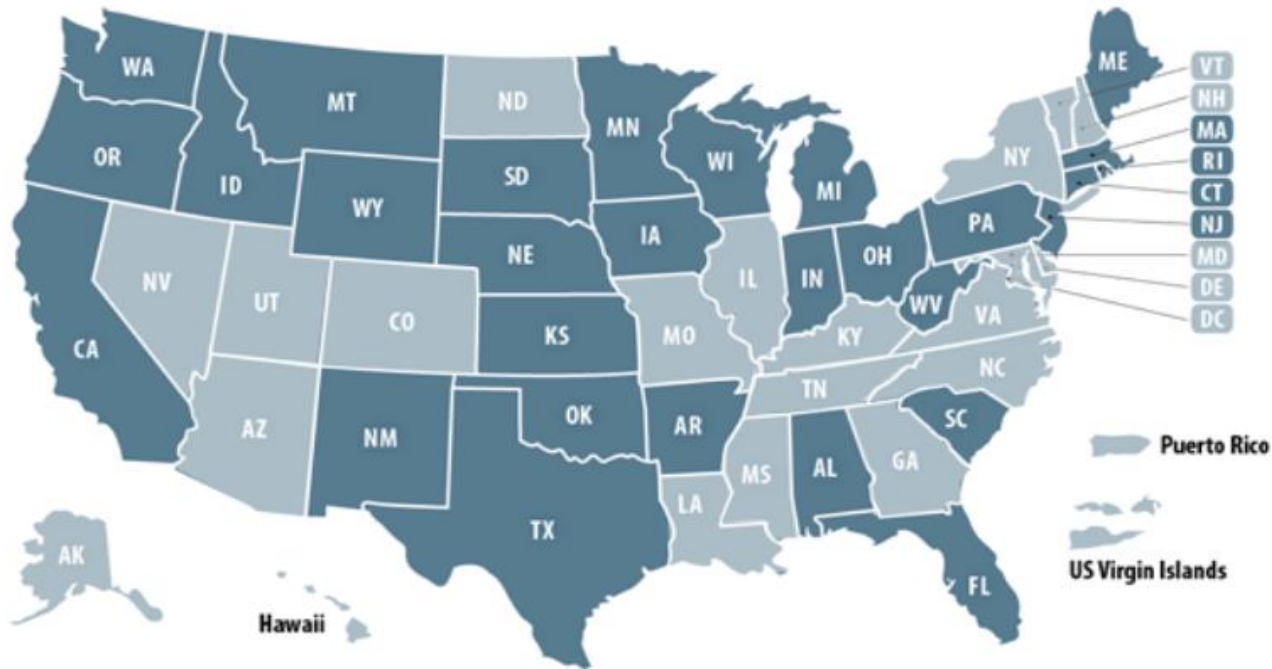 WA
MT
ND
MN
ME
VT
NH
MA
RI
CT
NJ
MD
DE
DC
OR
ID
SD
WI
MI
NY
WY
IA
PA
NE
OH
IN
IL
NV
UT
CO
WV
VA
CA
KS
MO
KY
NC
TN
AZ
NM
OK
AR
SC
MS
AL
GA
Puerto Rico
LA
TX
AK
US Virgin Islands
FL
Hawaii